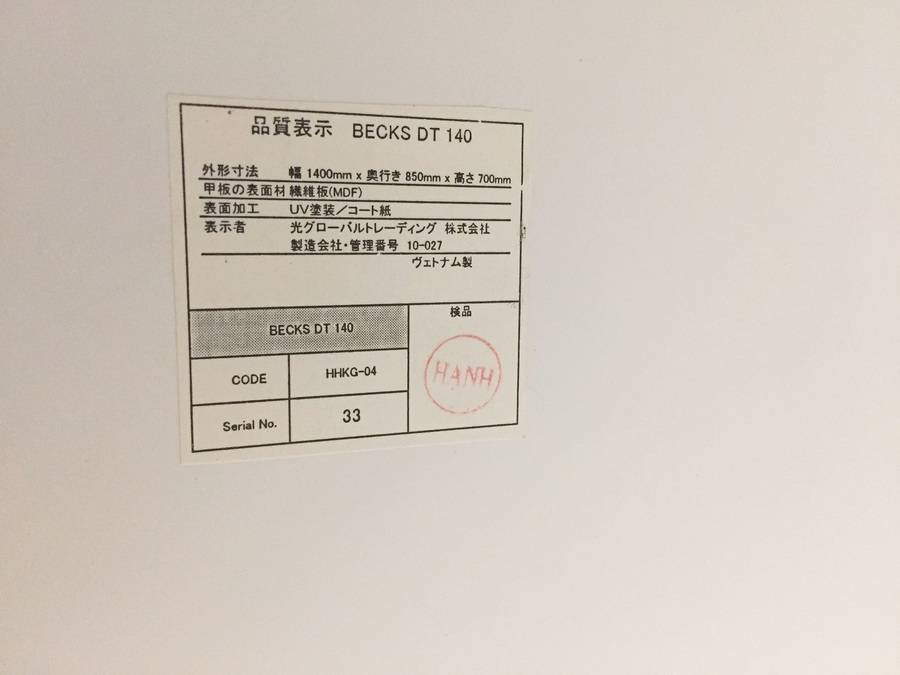 品質表示 BECKS DT 140
外形寸法 幅 1400mm x 奥行き 850mm x 高さ 700mm
甲板の表面材 繊維板(MDF)
表面加工 UV塗装／コート紙
表示者 光グローバルトレーディング 株式会社
製造会社・管理番号 10-027
ヴェトナム製
BECKS DT 140
検品
CODE HHKG-04
HANH
Serial No. 33